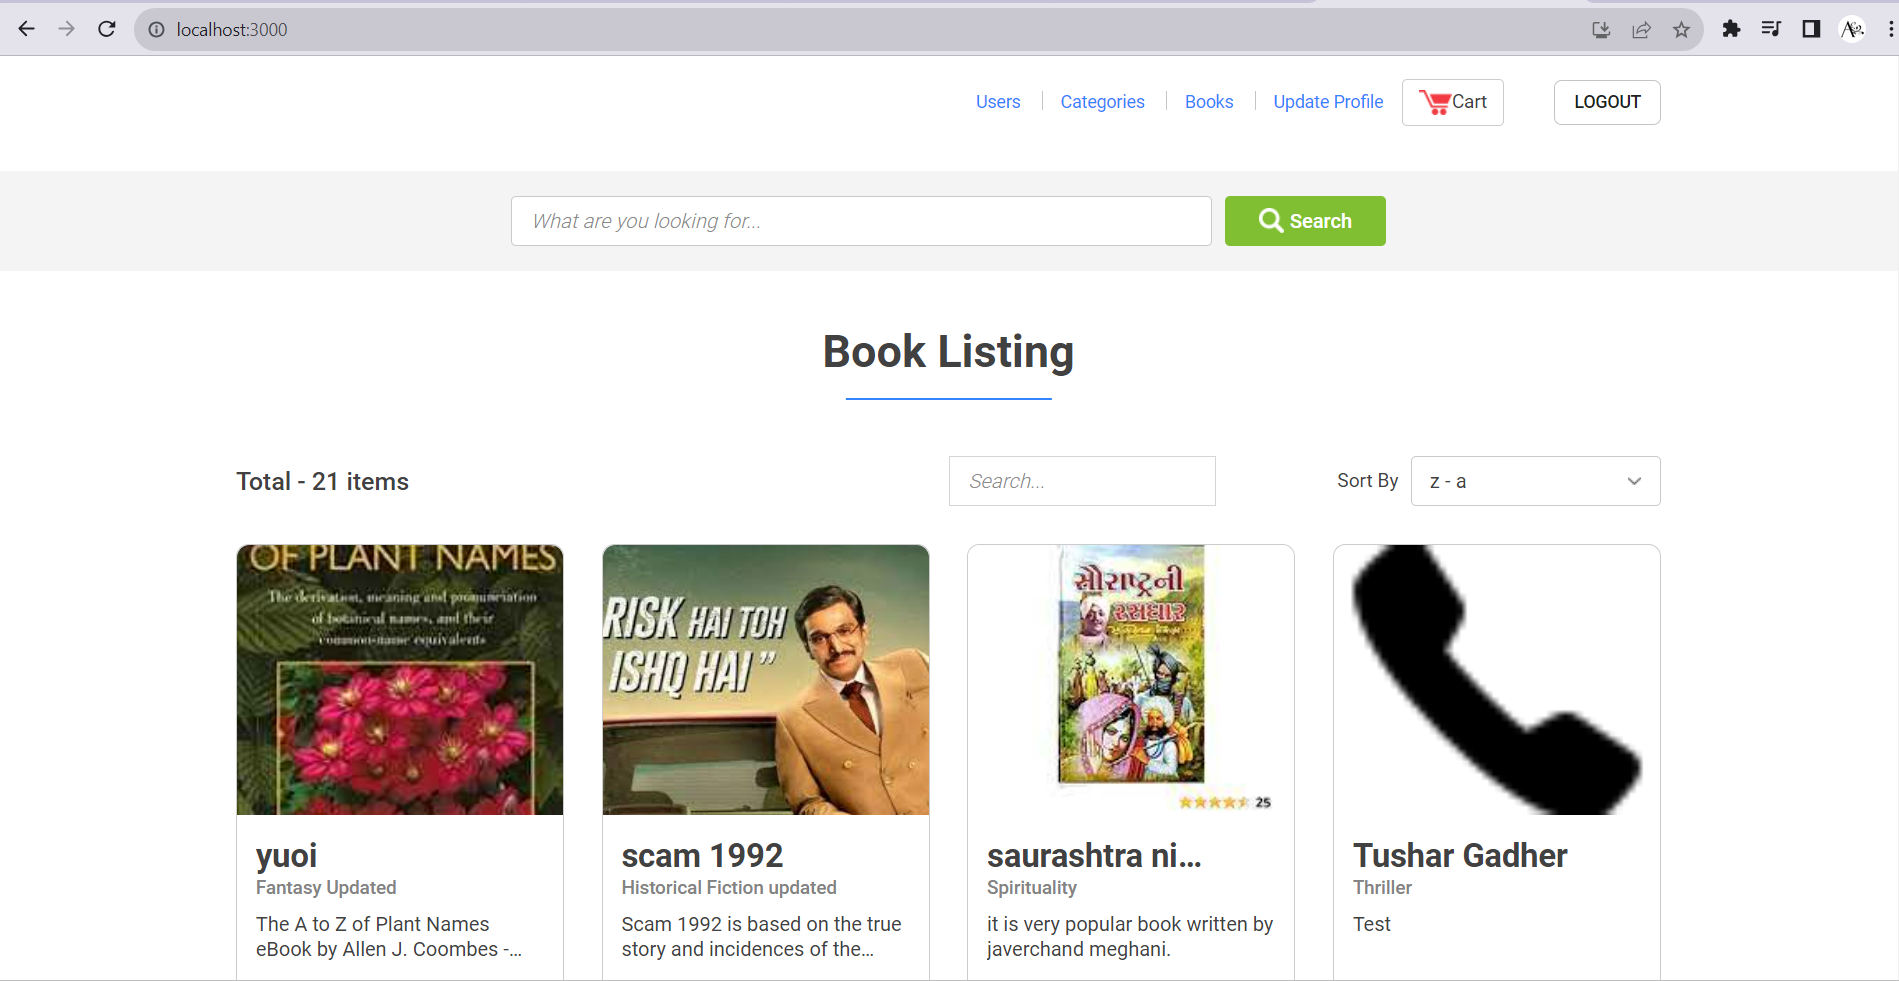 localhost:3000
Users
Categories
Books
Update Profile
Cart
LOGOUT
What are you looking for...
Search
Book Listing
Total - 21 items
Search...
Sort By
z - a
OF PLANT NAMES
The derivation, meaning and pronunciation
of botanical names, and their
common-name equivalents
RISK HAI TOH
ISHQ HAI ”
સૌરાષ્ટ્રની
રસધાર
25
yuoi
Fantasy Updated
The A to Z of Plant Names
eBook by Allen J. Coombes -...
scam 1992
Historical Fiction updated
Scam 1992 is based on the true
story and incidences of the...
saurashtra ni...
Spirituality
it is very popular book written by
javerchand meghani.
Tushar Gadher
Thriller
Test